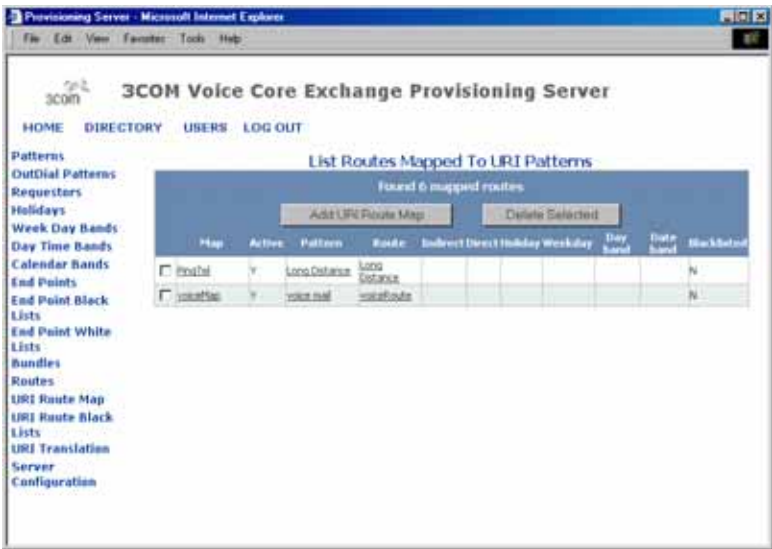 Provisioning Server - Microsoft Internet Explorer
File Edit View Favorites Tools Help
3com
3COM Voice Core Exchange Provisioning Server
HOME DIRECTORY USERS LOG OUT
Patterns
OutDial Patterns
Requestors
Holidays
Week Day Bands
Day Time Bands
Calendar Bands
End Points
End Point Black
Lists
End Point White
Lists
Bundles
Routes
URI Route Map
URI Route Black
Lists
URI Translation
Server
Configuration
List Routes Mapped To URI Patterns
Found 6 mapped routes
Add URI Route Map Delete Selected
Map Active Pattern Route Indirect Direct Holiday Weekday Day band Date band Blacklisted
Y Long Distance Long Distance N
voiceMap Y voice mail voiceRoute N